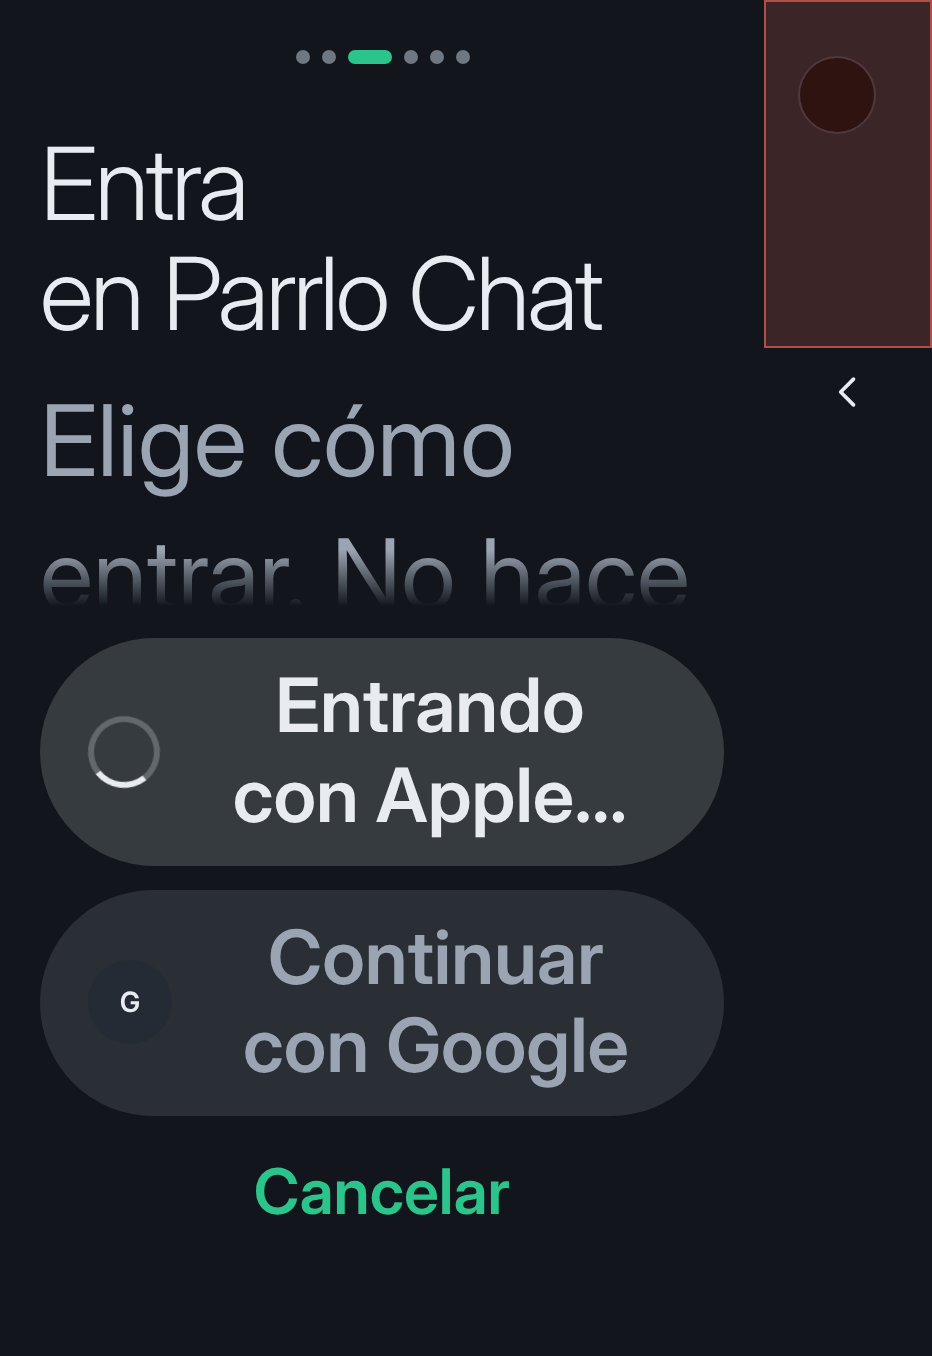 Entra
en Parrlo Chat
Elige cómo
entrar. No hace
Entrando
con Apple...
G
Continuar
con Google
Cancelar